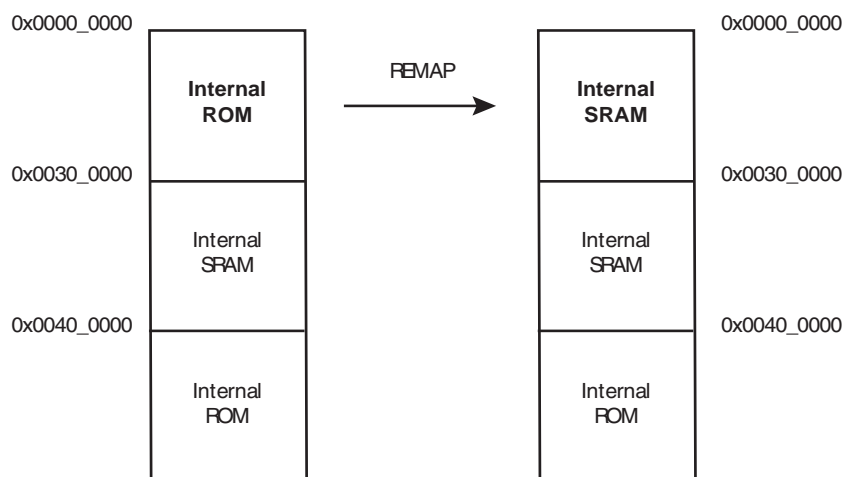 0x0000_0000
0x0000_0000
Internal
ROM
REMAP
Internal
SRAM
0x0030_0000
0x0030_0000
Internal
SRAM
Internal
SRAM
0x0040_0000
0x0040_0000
Internal
ROM
Internal
ROM